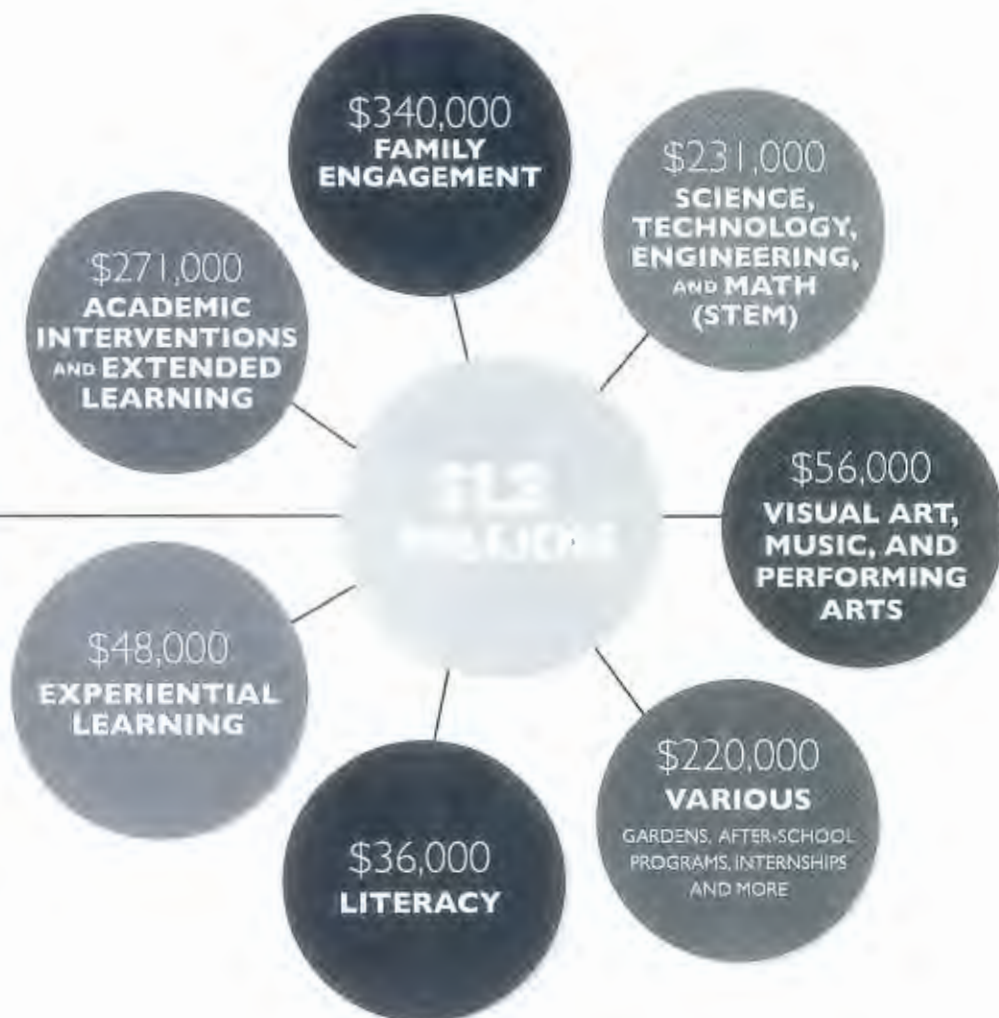 $340,000
FAMILY
ENGAGEMENT
$231,000
SCIENCE,
TECHNOLOGY,
ENGINEERING,
AND MATH
(STEM)
$271,000
ACADEMIC
INTERVENTIONS
AND EXTENDED
LEARNING
$56,000
VISUAL ART,
MUSIC, AND
PERFORMING
ARTS
$48,000
EXPERIENTIAL
LEARNING
$220,000
VARIOUS
GARDENS, AFTER-SCHOOL
PROGRAMS, INTERNSHIPS
AND MORE
$36,000
LITERACY